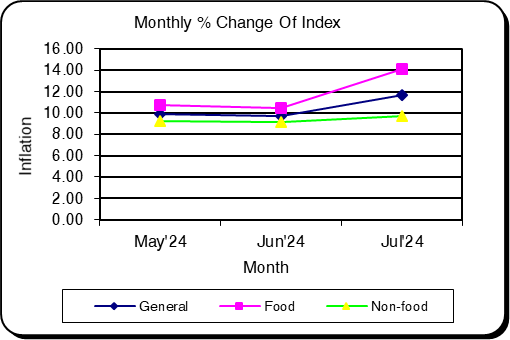 Monthly % Change Of Index
16.00
14.00
12.00
10.00
8.00
6.00
4.00
2.00
0.00
Inflation
May'24 Jun'24 Jul'24
Month
General Food Non-food